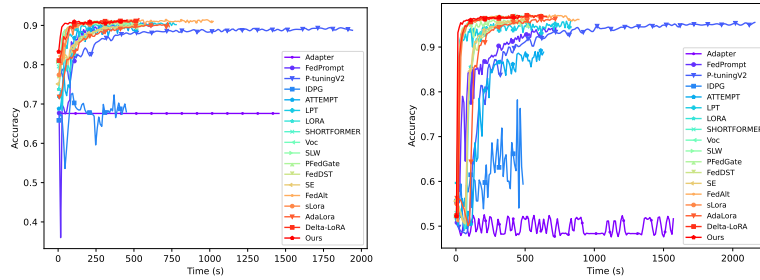 0.9
0.8
0.7
0.6
0.5
0.4
Accuracy
0 250 500 750 1000 1250 1500 1750 2000
Time (s)
Adapter
FedPrompt
P-tuningV2
IDPG
ATTEMPT
LPT
LORA
SHORTFORMER
Voc
SLW
PFedGate
FedDST
SE
FedAlt
sLora
AdaLora
Delta-LoRA
Ours
0.9
0.8
0.7
0.6
0.5
Accuracy
0 500 1000 1500 2000
Time (s)
Adapter
FedPrompt
P-tuningV2
IDPG
ATTEMPT
LPT
LORA
SHORTFORMER
Voc
SLW
PFedGate
FedDST
SE
FedAlt
sLora
AdaLora
Delta-LoRA
Ours